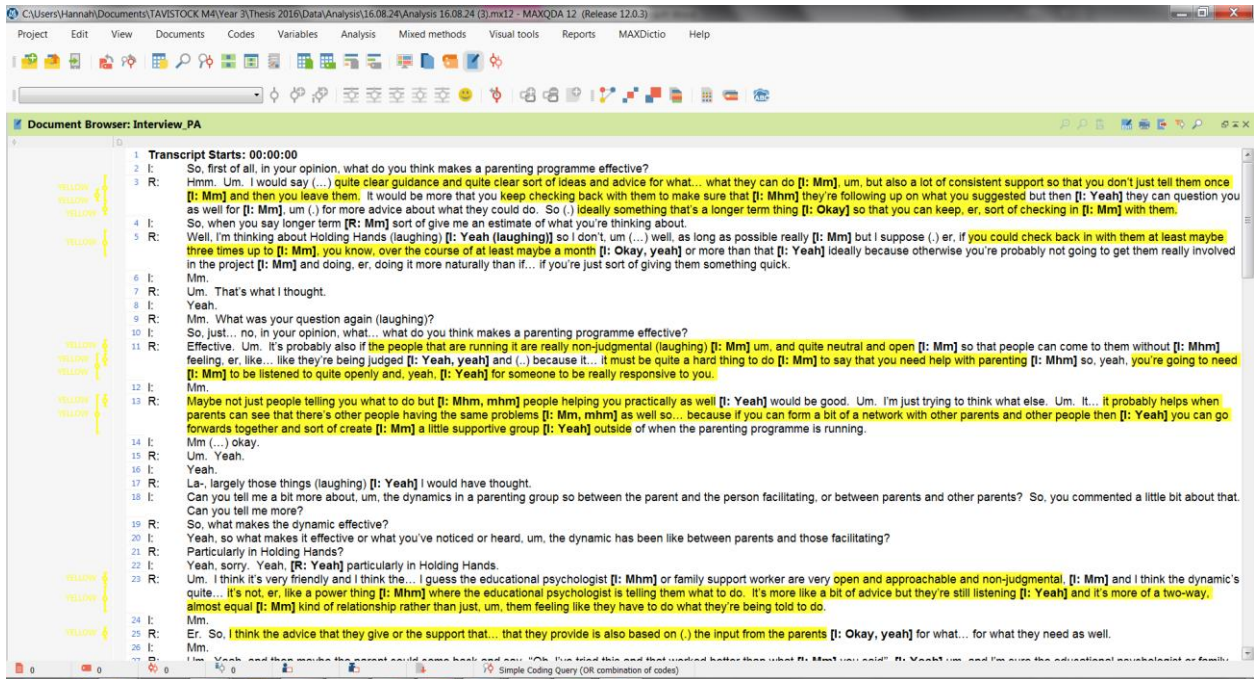 C:\Users\Hannah\Documents\TAVISTOCK M4\Year 3\Thesis 2016\Data\Analysis\16.08.24\Analysis 16.08.24 (3).mx12 - MAXQDA 12 (Release 12.0.3)
Project Edit View Documents Codes Variables Analysis Mixed methods Visual tools Reports MAXDictio Help
Document Browser: Interview_PA
1 Transcript Starts: 00:00:00
2 I: So, first of all, in your opinion, what do you think makes a parenting programme effective?
3 R: Hmm. Um. I would say (...) quite clear guidance and quite clear sort of ideas and advice for what... what they can do [I: Mm], um, but also a lot of consistent support so that you don't just tell them once
YELLOW [I: Mm] and then you leave them. It would be more that you keep checking back with them to make sure that [I: Mhm] they're following up on what you suggested but then [I: Yeah] they can question you
YELLOW as well for [I: Mm], um (.) for more advice about what they could do. So (.) ideally something that's a longer term thing [I: Okay] so that you can keep, er, sort of checking in [I: Mm] with them.
YELLOW
4 I: So, when you say longer term [R: Mm] sort of give me an estimate of what you're thinking about.
5 R: Well, I'm thinking about Holding Hands (laughing) [I: Yeah (laughing)] so I don't, um (...) well, as long as possible really [I: Mm] but I suppose (.) er, if you could check back in with them at least maybe
YELLOW three times up to [I: Mm], you know, over the course of at least maybe a month [I: Okay, yeah] or more than that [I: Yeah] ideally because otherwise you're probably not going to get them really involved
in the project [I: Mm] and doing, er, doing it more naturally than if... if you're just sort of giving them something quick.
6 I: Mm.
7 R: Um. That's what I thought.
8 I: Yeah.
9 R: Mm. What was your question again (laughing)?
10 I: So, just... no, in your opinion, what... what do you think makes a parenting programme effective?
YELLOW 11 R: Effective. Um. It's probably also if the people that are running it are really non-judgmental (laughing) [I: Mm] um, and quite neutral and open [I: Mm] so that people can come to them without [I: Mhm]
YELLOW feeling, er, like... like they're being judged [I: Yeah, yeah] and (..) because it... it must be quite a hard thing to do [I: Mm] to say that you need help with parenting [I: Mhm] so, yeah, you're going to need
YELLOW [I: Mm] to be listened to quite openly and, yeah, [I: Yeah] for someone to be really responsive to you.
12 I: Mm.
YELLOW 13 R: Maybe not just people telling you what to do but [I: Mhm, mhm] people helping you practically as well [I: Yeah] would be good. Um. I'm just trying to think what else. Um. It... it probably helps when
YELLOW parents can see that there's other people having the same problems [I: Mm, mhm] as well so... because if you can form a bit of a network with other parents and other people then [I: Yeah] you can go
forwards together and sort of create [I: Mm] a little supportive group [I: Yeah] outside of when the parenting programme is running.
14 I: Mm (...) okay.
15 R: Um. Yeah.
16 I: Yeah.
17 R: La-, largely those things (laughing) [I: Yeah] I would have thought.
18 I: Can you tell me a bit more about, um, the dynamics in a parenting group so between the parent and the person facilitating, or between parents and other parents? So, you commented a little bit about that.
Can you tell me more?
19 R: So, what makes the dynamic effective?
20 I: Yeah, so what makes it effective or what you've noticed or heard, um, the dynamic has been like between parents and those facilitating?
21 R: Particularly in Holding Hands?
22 I: Yeah, sorry. Yeah, [R: Yeah] particularly in Holding Hands.
YELLOW 23 R: Um. I think it's very friendly and I think the... I guess the educational psychologist [I: Mhm] or family support worker are very open and approachable and non-judgmental, [I: Mm] and I think the dynamic's
YELLOW quite... it's not, er, like a power thing [I: Mhm] where the educational psychologist is telling them what to do. It's more like a bit of advice but they're still listening [I: Yeah] and it's more of a two-way,
almost equal [I: Mm] kind of relationship rather than just, um, them feeling like they have to do what they're being told to do.
24 I: Mm.
YELLOW 25 R: Er. So, I think the advice that they give or the support that... that they provide is also based on (.) the input from the parents [I: Okay, yeah] for what... for what they need as well.
26 I: Mm.
0 0 0 0 Simple Coding Query (OR combination of codes)